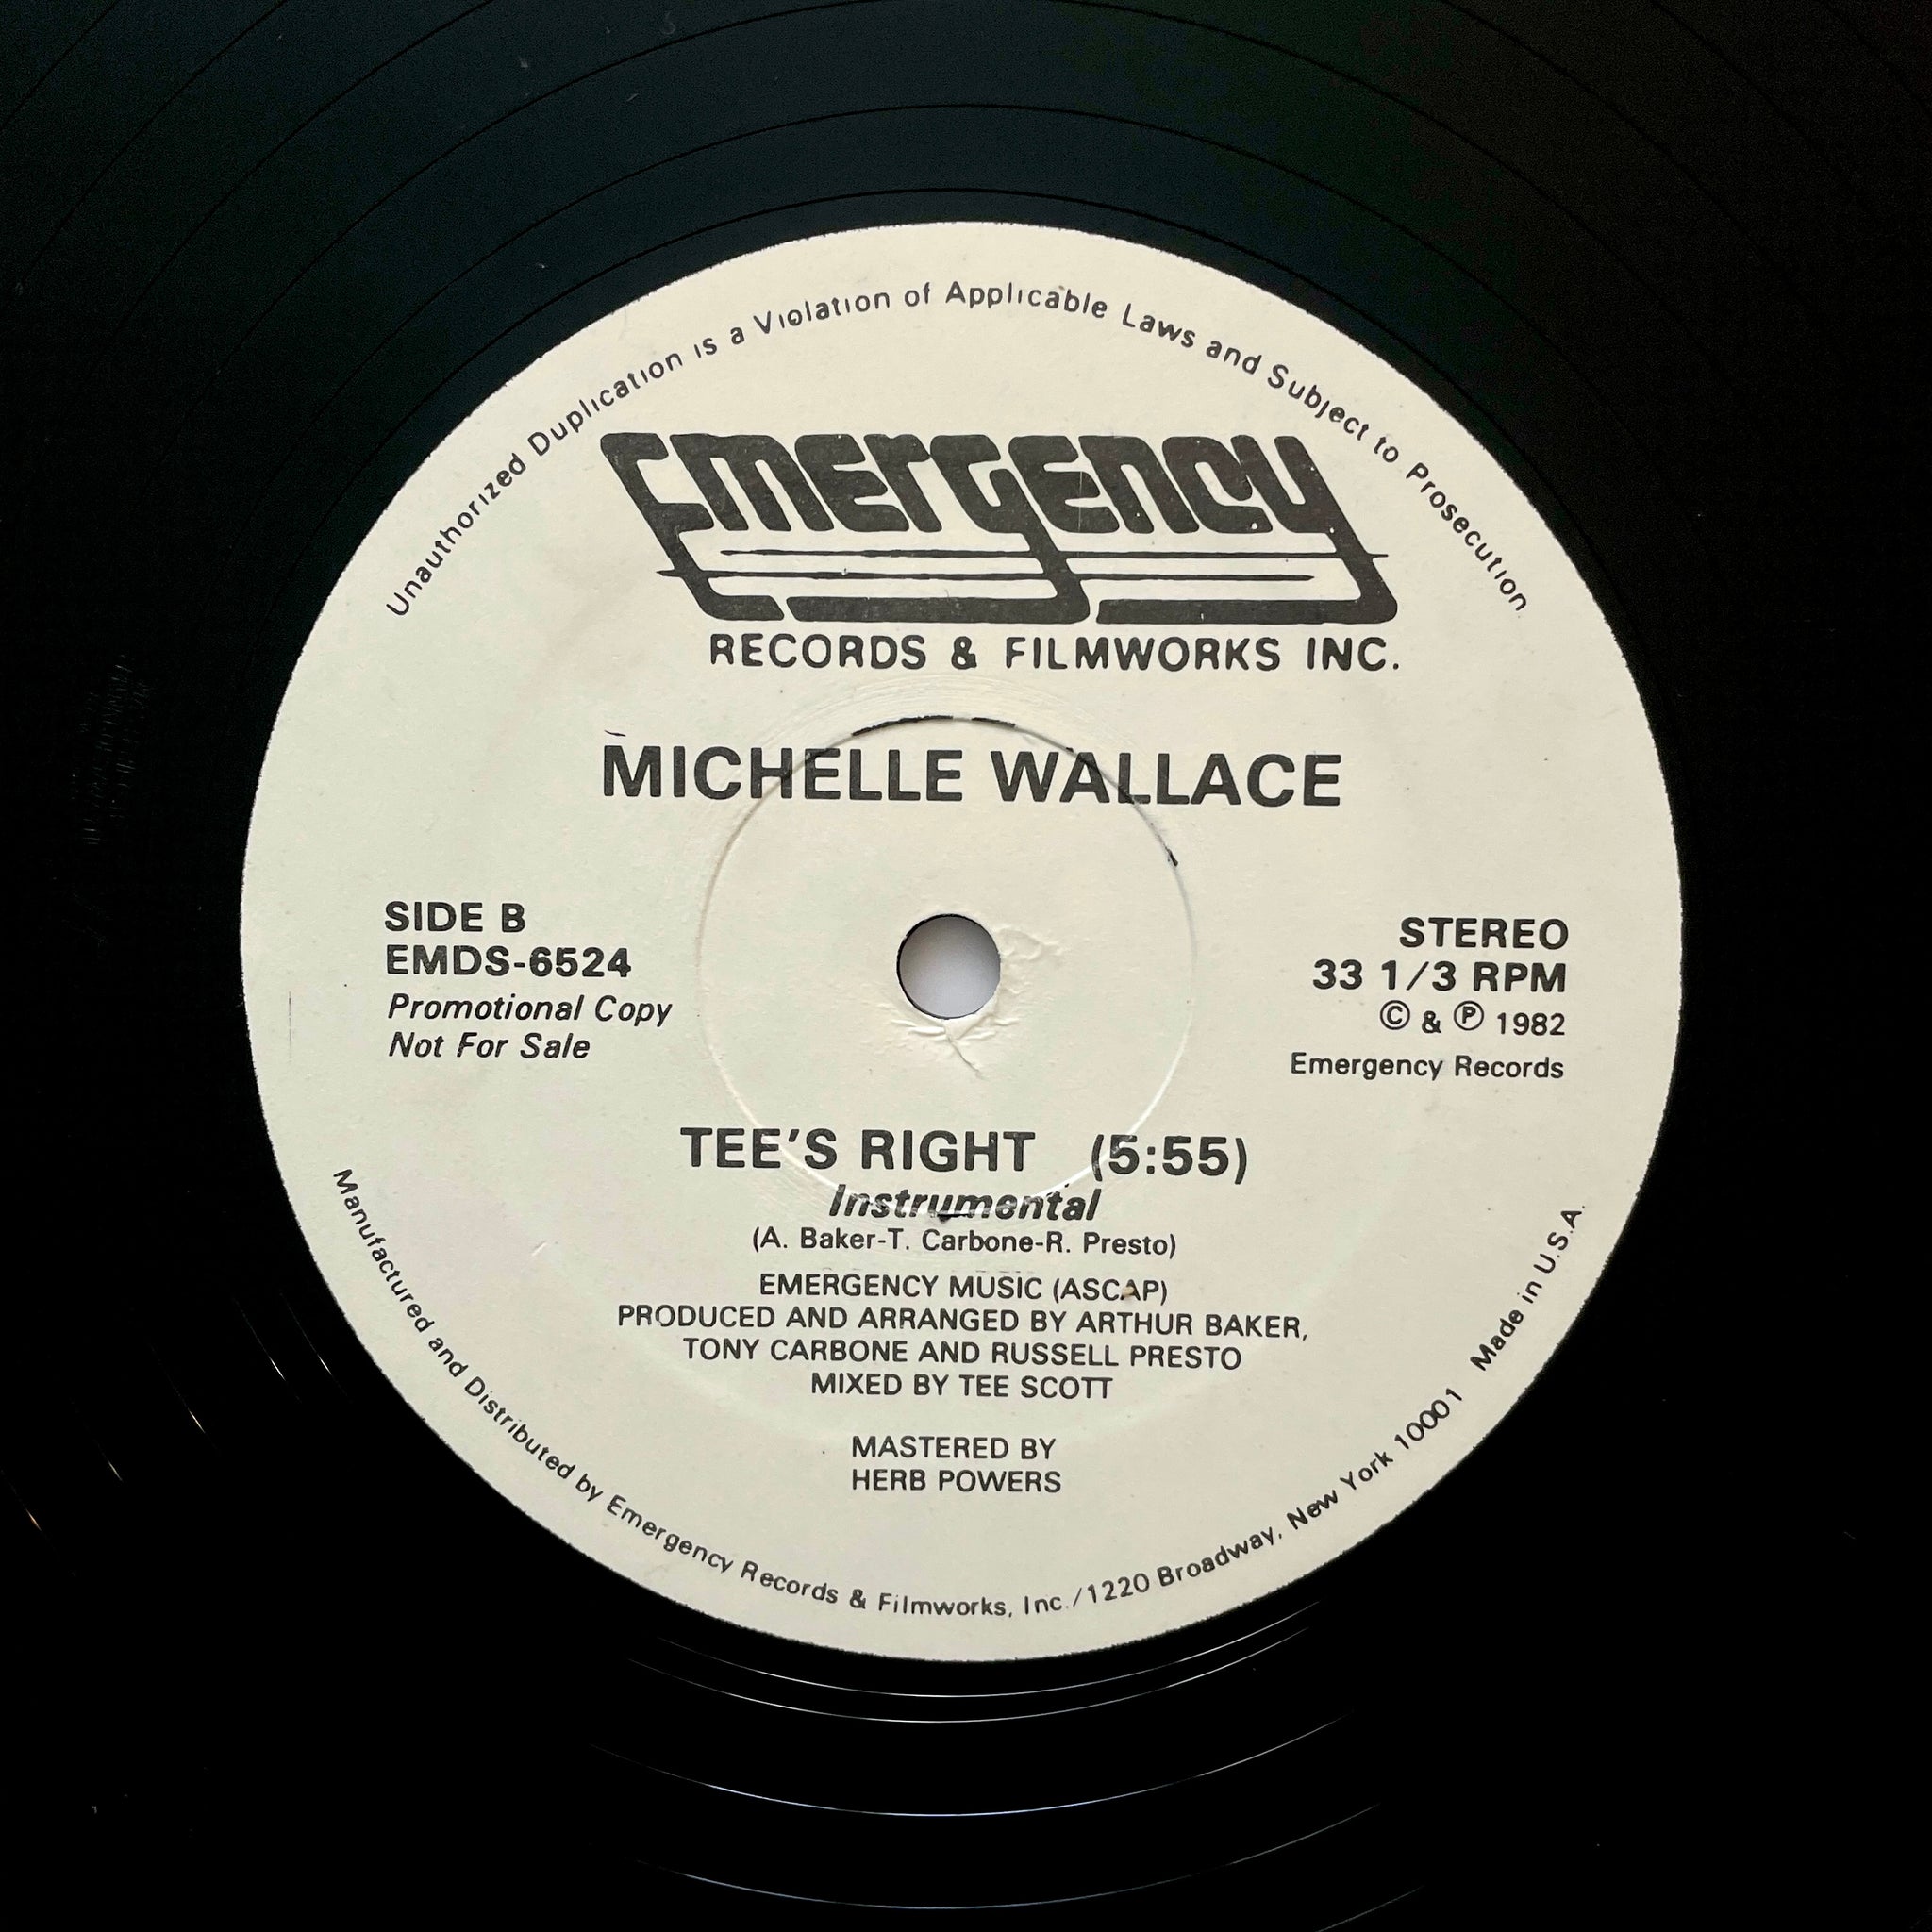 Unauthorized Duplication is a Violation of Applicable Laws and Subject to Prosecution
Emergency
RECORDS & FILMWORKS INC.
MICHELLE WALLACE
SIDE B
EMDS-6524
Promotional Copy
Not For Sale
STEREO
33 1/3 RPM
© & ℗ 1982
Emergency Records
TEE'S RIGHT (5:55)
Instrumental
(A. Baker-T. Carbone-R. Presto)
EMERGENCY MUSIC (ASCAP)
PRODUCED AND ARRANGED BY ARTHUR BAKER,
TONY CARBONE AND RUSSELL PRESTO
MIXED BY TEE SCOTT
MASTERED BY
HERB POWERS
Manufactured and Distributed by Emergency Records & Filmworks, Inc./1220 Broadway, New York 10001 Made in U.S.A.